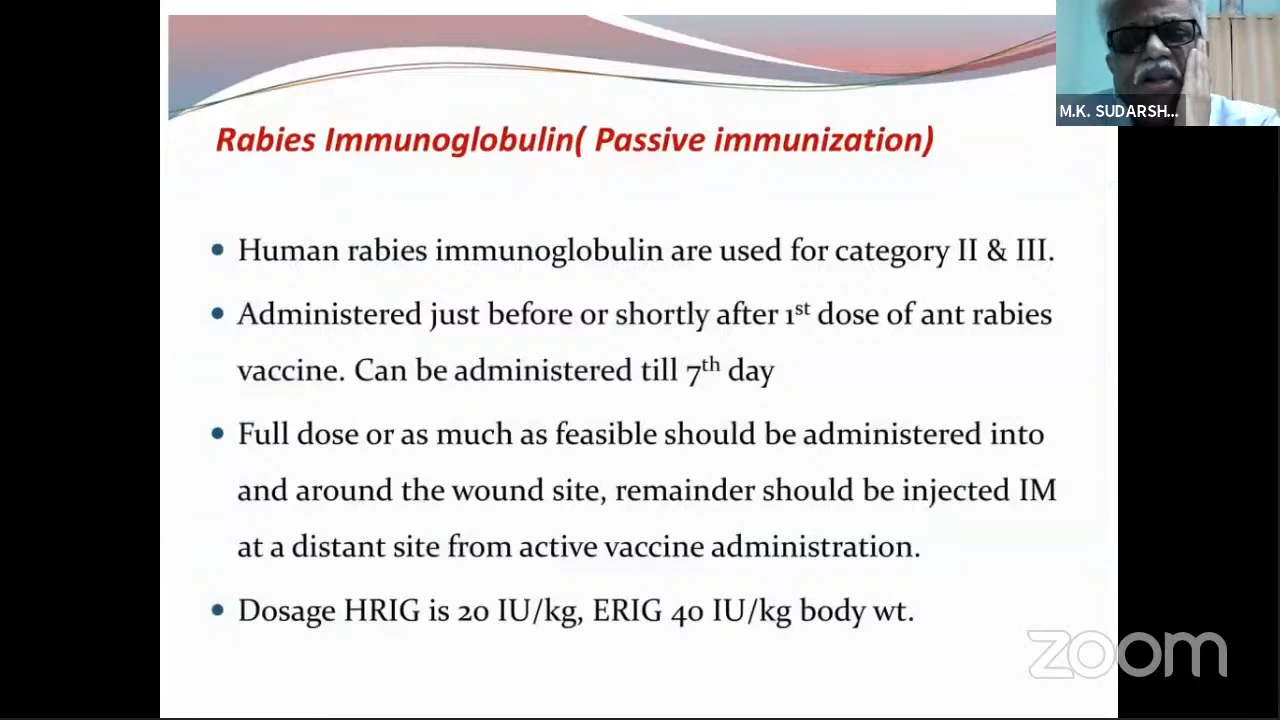 M.K. SUDARSH...
Rabies Immunoglobulin( Passive immunization)
• Human rabies immunoglobulin are used for category II & III.
• Administered just before or shortly after 1st dose of ant rabies
vaccine. Can be administered till 7th day
• Full dose or as much as feasible should be administered into
and around the wound site, remainder should be injected IM
at a distant site from active vaccine administration.
• Dosage HRIG is 20 IU/kg, ERIG 40 IU/kg body wt.
zoom